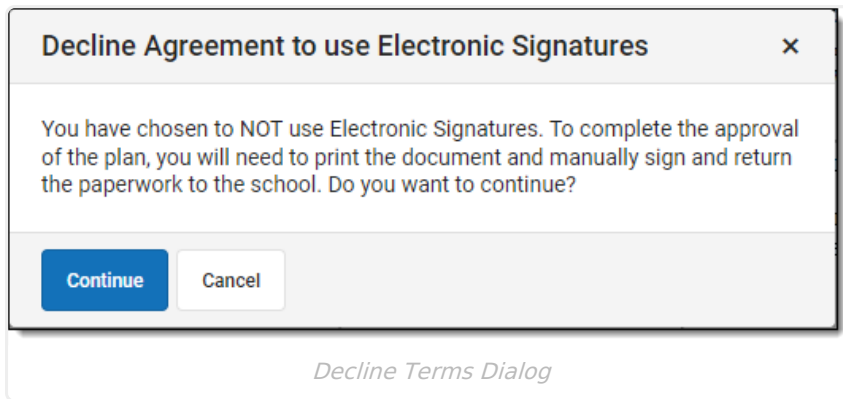 Decline Agreement to use Electronic Signatures ×
You have chosen to NOT use Electronic Signatures. To complete the approval
of the plan, you will need to print the document and manually sign and return
the paperwork to the school. Do you want to continue?
Continue Cancel
Decline Terms Dialog